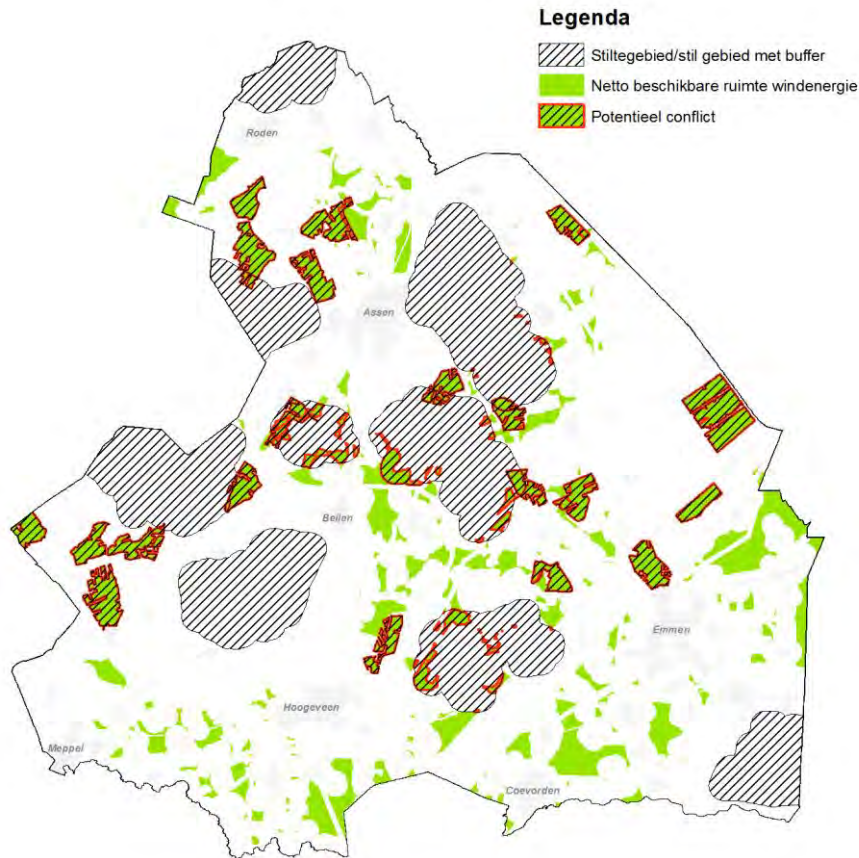 Legenda
Stiltegebied/stil gebied met buffer
Netto beschikbare ruimte windenergie
Potentieel conflict
Roden
Assen
Beilen
Emmen
Hoogeveen
Meppel
Coevorden